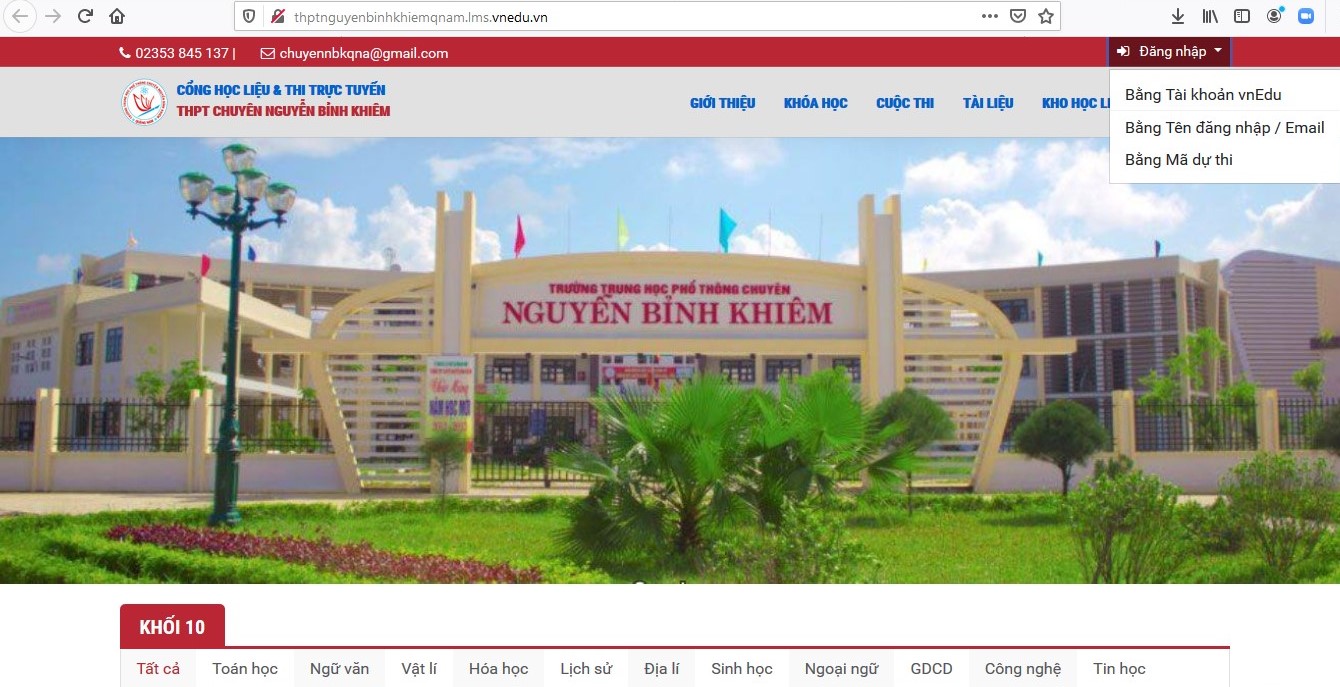 thptnguyenbinhkhiemqnam.lms.vnedu.vn
02353 845 137 |
chuyennbkqna@gmail.com
Đăng nhập
CỔNG HỌC LIỆU & THI TRỰC TUYẾN
THPT CHUYÊN NGUYỄN BỈNH KHIÊM
GIỚI THIỆU
KHÓA HỌC
CUỘC THI
TÀI LIỆU
KHO HỌC LI
Bằng Tài khoản vnEdu
Bằng Tên đăng nhập / Email
Bằng Mã dự thi
TRƯỜNG TRUNG HỌC PHỔ THÔNG CHUYÊN
NGUYỄN BỈNH KHIÊM
NĂM HỌC MỚI
KHỐI 10
Tất cả
Toán học
Ngữ văn
Vật lí
Hóa học
Lịch sử
Địa lí
Sinh học
Ngoại ngữ
GDCD
Công nghệ
Tin học